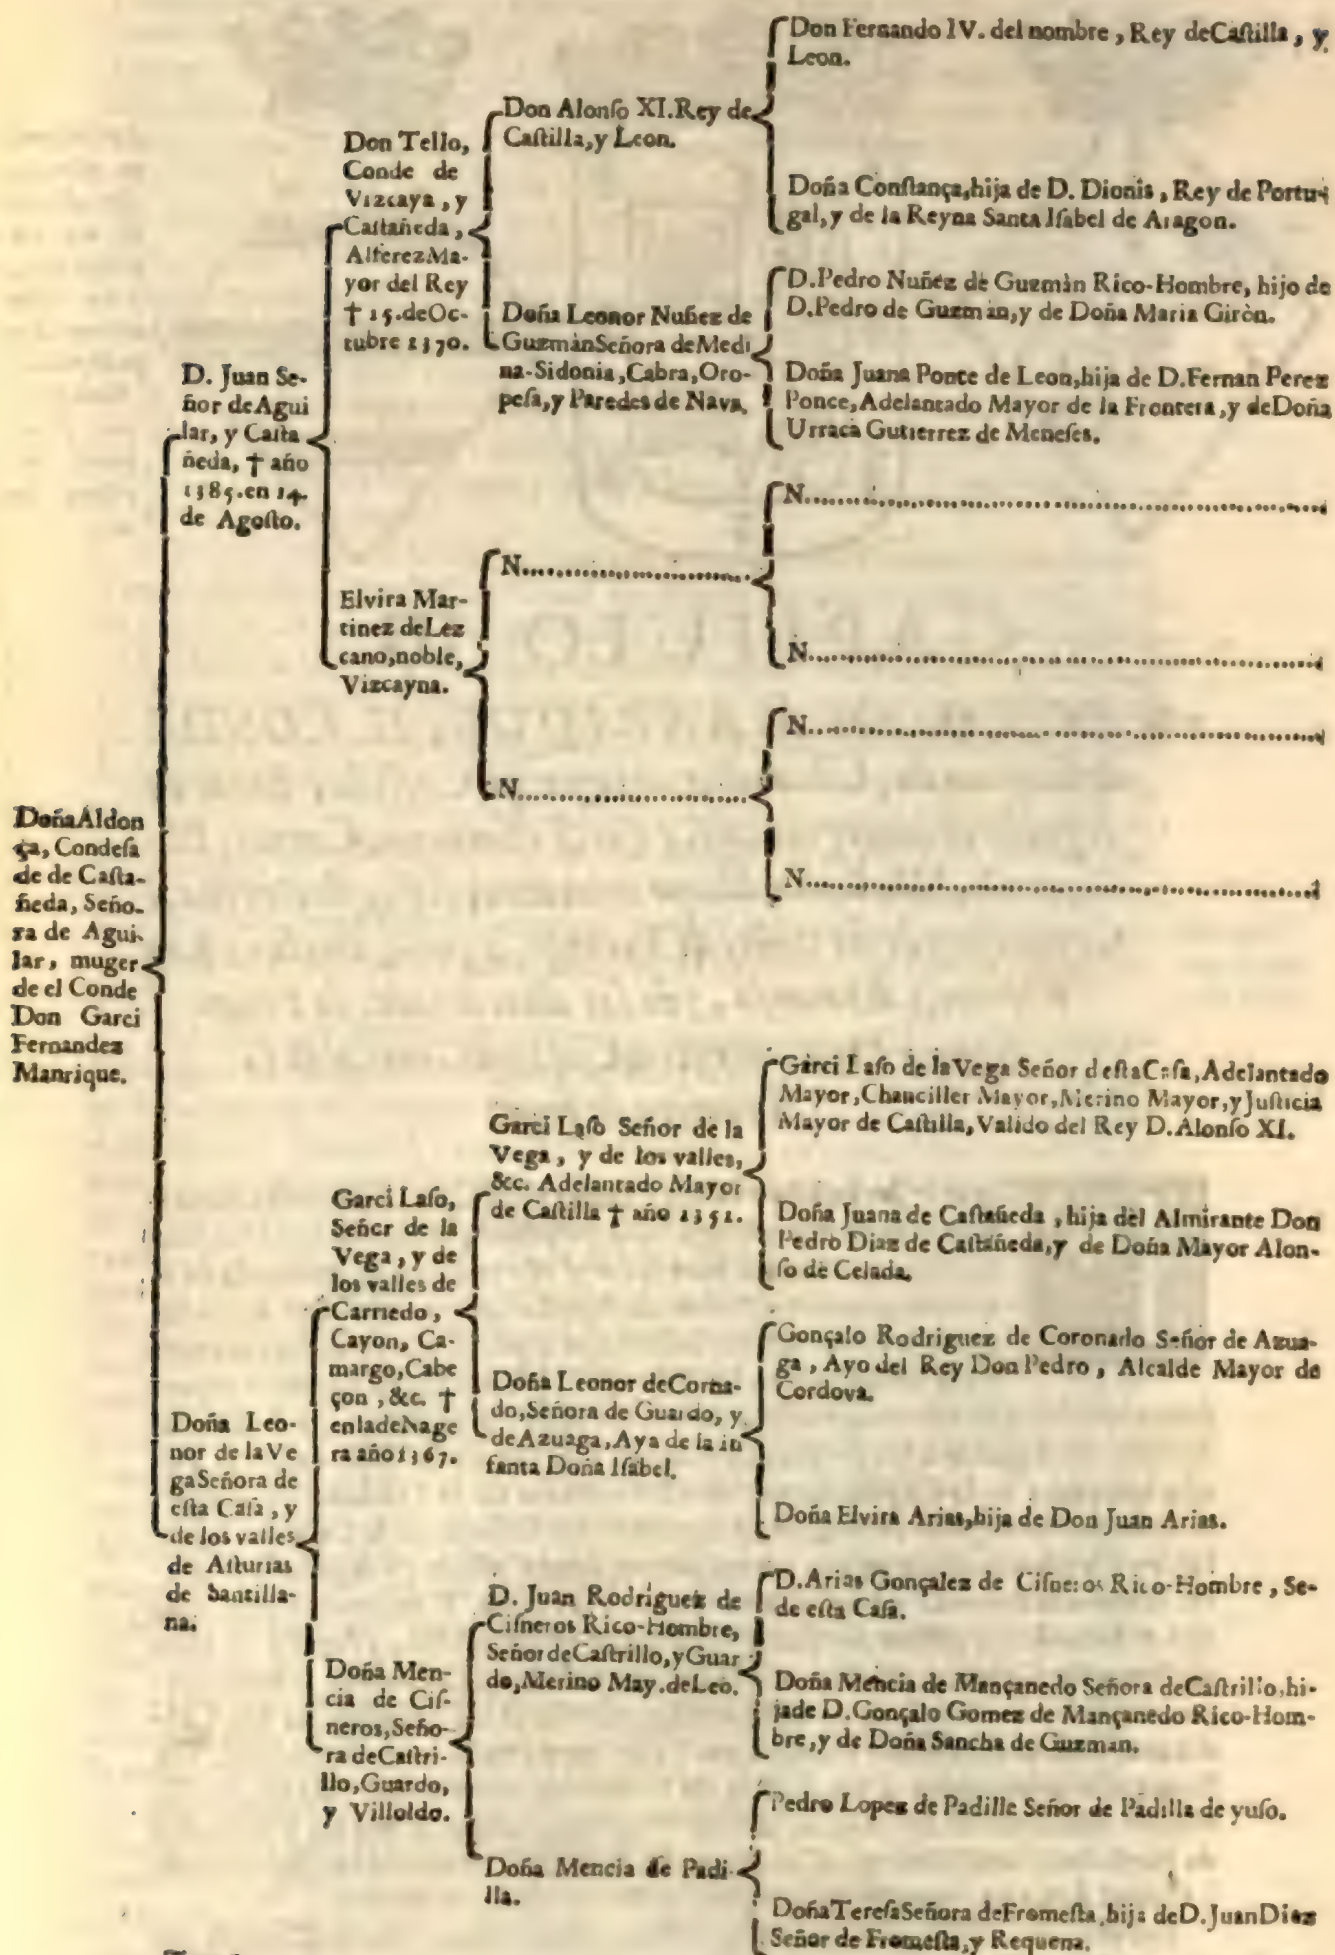 Doña Aldon
ça, Condeſa
de de Caſta-
ñeda, Seño-
ra de Agui-
lar, muger
de el Conde
Don Garci
Fernandez
Manrique.
D. Juan Se-
ñor de Agui
lar, y Caſta
ñeda, † año
1385. en 14.
de Agoſto.
Don Tello,
Conde de
Vizcaya, y
Caſtañeda,
Alferez Ma-
yor del Rey
† 15. de Oc-
tubre 1370.
Don Alonſo XI. Rey de
Caſtilla, y Leon.
Don Fernando IV. del nombre, Rey de Caſtilla, y
Leon.
Doña Conſtança, hija de D. Dionis, Rey de Portu-
gal, y de la Reyna Santa Iſabel de Aragon.
Doña Leonor Nuñez de
Guzmàn Señora de Medi
na-Sidonia, Cabra, Oro-
peſa, y Paredes de Nava.
D. Pedro Nuñez de Guzmàn Rico-Hombre, hijo de
D. Pedro de Guzmàn, y de Doña Maria Giròn.
Doña Juana Ponce de Leon, hija de D. Fernan Perez
Ponce, Adelantado Mayor de la Frontera, y de Doña
Urraca Gutierrez de Meneſes.
Elvira Mar-
tinez de Lez
cano, noble,
Vizcayna.
N..............................
N..............................
N..............................
N..............................
N..............................
N..............................
Doña Leo-
nor de la Ve
ga Señora de
eſta Caſa, y
de los valles
de Aſturias
de Santilla-
na.
Garci Laſo,
Señor de la
Vega, y de
los valles de
Carriedo,
Cayon, Ca-
margo, Cabe
çon, &c. †
en la de Nage
ra año 1367.
Garci Laſo Señor de la
Vega, y de los valles,
&c. Adelantado Mayor
de Caſtilla † año 1351.
Garci Laſo de la Vega Señor deſta Caſa, Adelantado
Mayor, Chanciller Mayor, Merino Mayor, y Juſticia
Mayor de Caſtilla, Valido del Rey D. Alonſo XI.
Doña Juana de Caſtañeda, hija del Almirante Don
Pedro Diaz de Caſtañeda, y de Doña Mayor Alon-
ſo de Celada.
Doña Leonor de Corna-
do, Señora de Guardo, y
de Azuaga, Aya de la in
fanta Doña Iſabel.
Gonçalo Rodriguez de Coronado Señor de Azua-
ga, Ayo del Rey Don Pedro, Alcalde Mayor de
Cordova.
Doña Elvira Arias, hija de Don Juan Arias.
Doña Men-
cia de Ciſ-
neros, Seño-
ra de Caſtri-
llo, Guardo,
y Villoldo.
D. Juan Rodriguez de
Ciſneros Rico-Hombre,
Señor de Caſtrillo, y Guar
do, Merino May. de Leo.
D. Arias Gonçalez de Ciſneros Rico-Hombre, Se-
de eſta Caſa.
Doña Mencia de Mançanedo Señora de Caſtrillo, hi-
ja de D. Gonçalo Gomez de Mançanedo Rico-Hom-
bre, y de Doña Sancha de Guzman.
Doña Mencia de Padi-
lla.
Pedro Lopez de Padille Señor de Padilla de yuſo.
Doña Tereſa Señora de Fromeſta, hija de D. Juan Diaz
Señor de Fromeſta, y Requena.